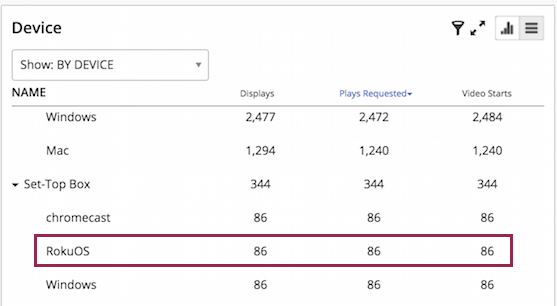 Device
Show: BY DEVICE
NAME Displays Plays Requested Video Starts
Windows 2,477 2,472 2,484
Mac 1,294 1,240 1,240
Set-Top Box 344 344 344
chromecast 86 86 86
RokuOS 86 86 86
Windows 86 86 86